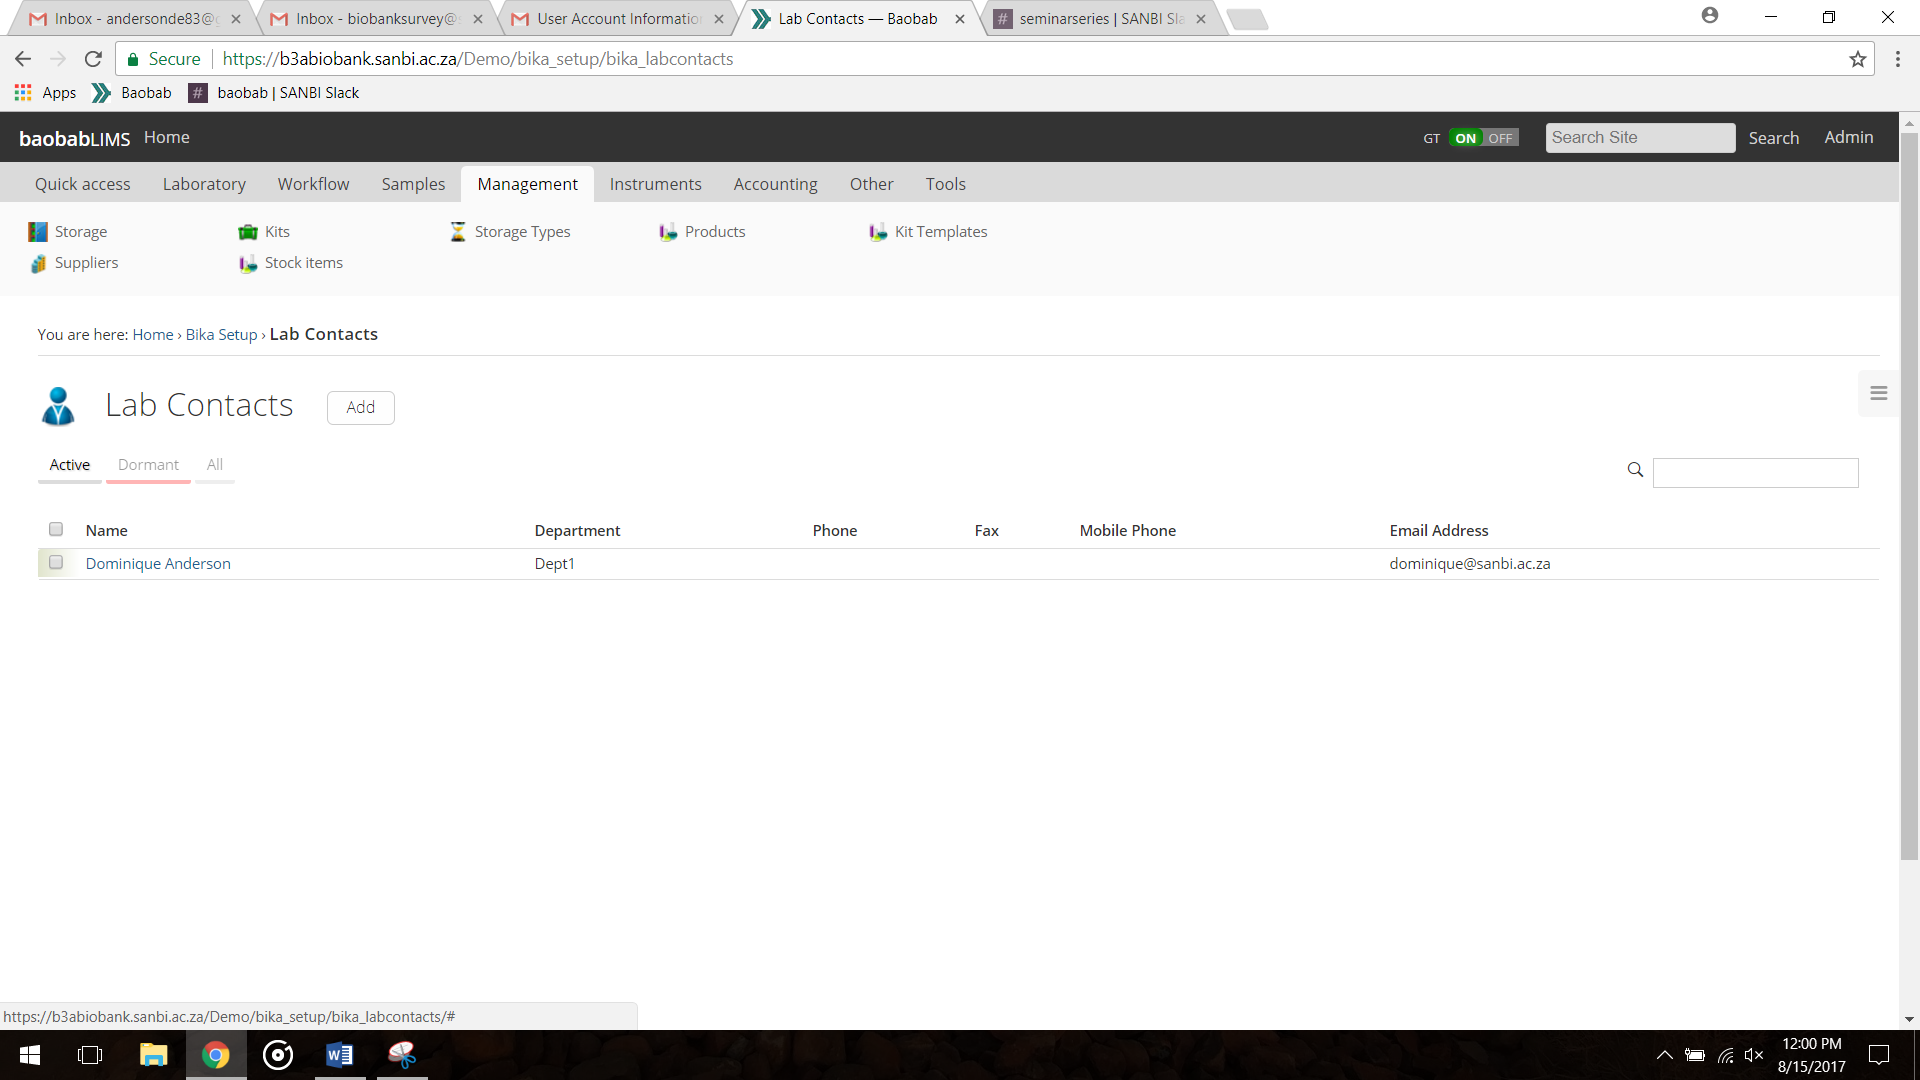 Inbox - andersonde83@g
Inbox - biobanksurvey@
User Account Informatio
Lab Contacts — Baobab
# seminarseries | SANBI Sla
Secure https://b3abiobank.sanbi.ac.za/Demo/bika_setup/bika_labcontacts
Apps Baobab # baobab | SANBI Slack
baobabLIMS Home GT ON OFF Search Site Search Admin
Quick access Laboratory Workflow Samples Management Instruments Accounting Other Tools
Storage Kits Storage Types Products Kit Templates
Suppliers Stock items
You are here: Home › Bika Setup › Lab Contacts
Lab Contacts Add
Active Dormant All
Name Department Phone Fax Mobile Phone Email Address
Dominique Anderson Dept1 dominique@sanbi.ac.za
https://b3abiobank.sanbi.ac.za/Demo/bika_setup/bika_labcontacts/#
12:00 PM
8/15/2017